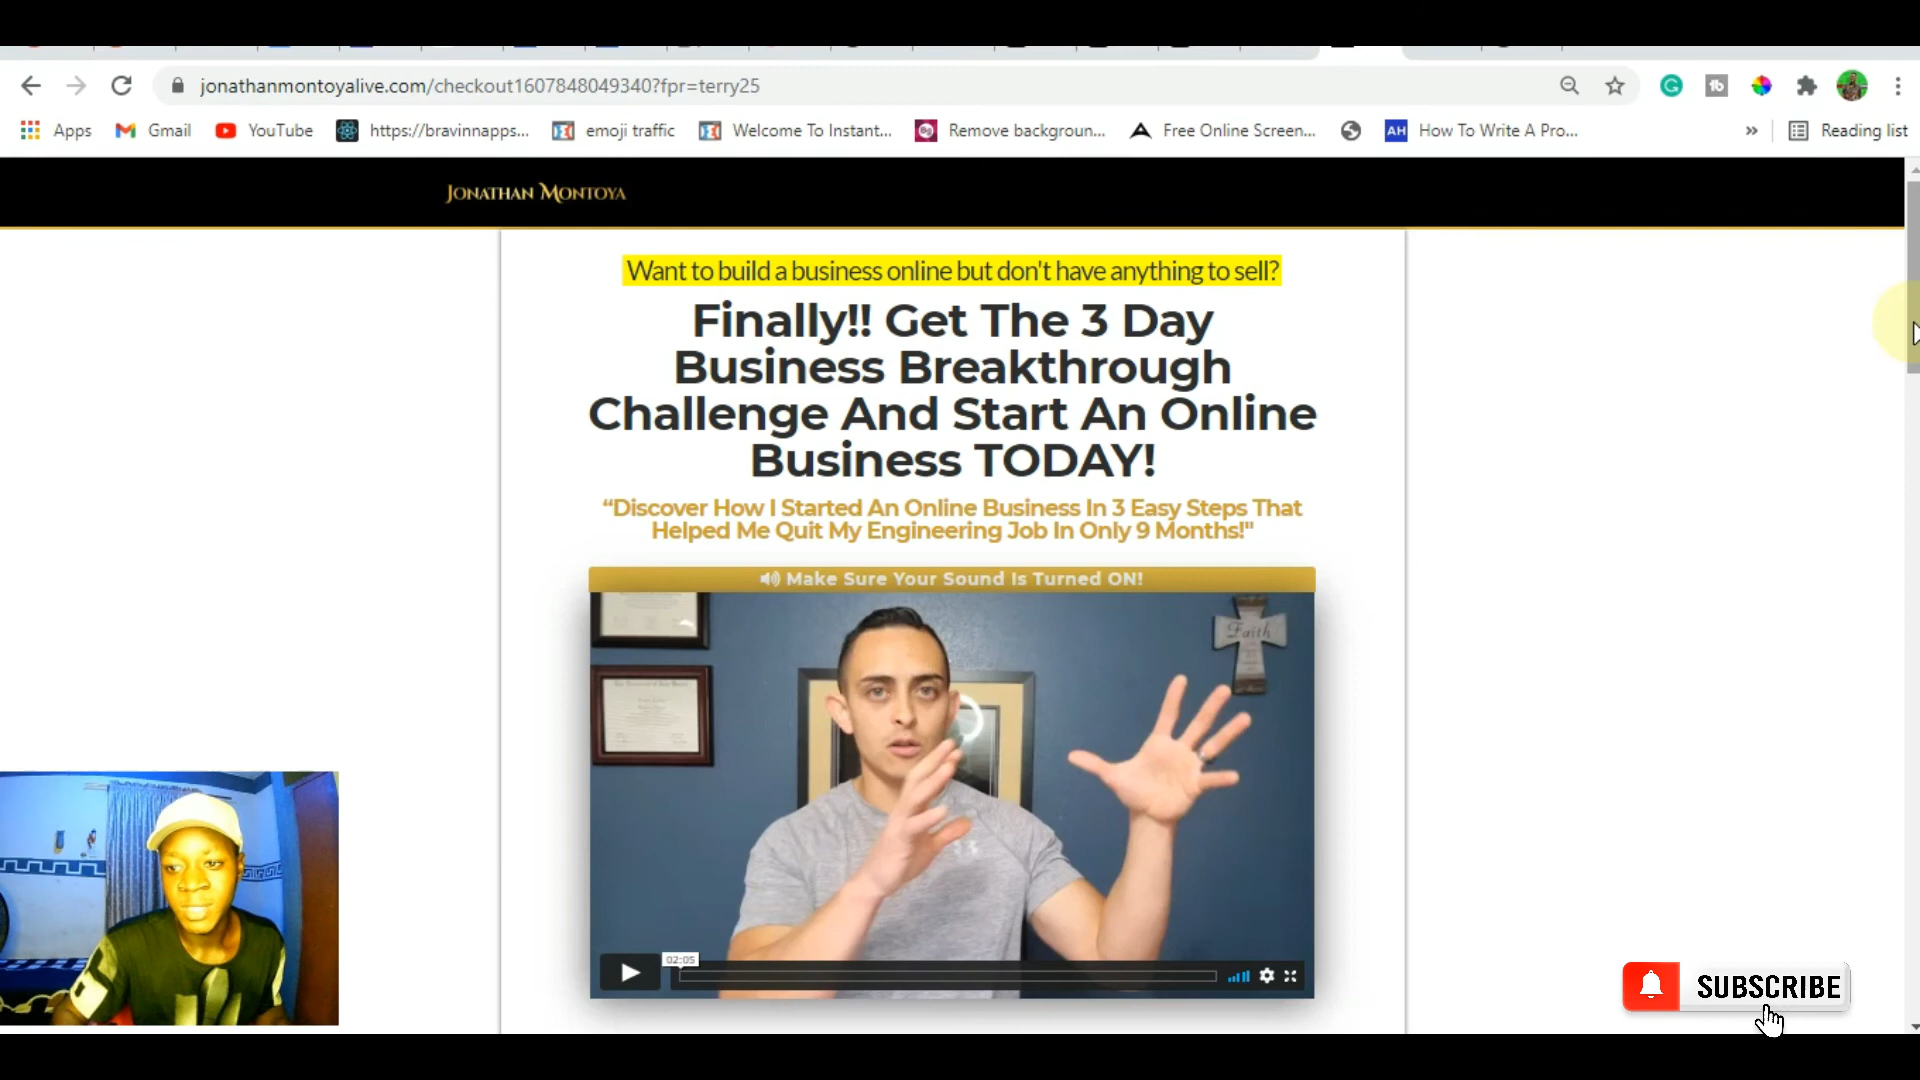 jonathanmontoyalive.com/checkout1607848049340?fpr=terry25
Apps
Gmail
YouTube
https://bravinnapps...
emoji traffic
Welcome To Instant...
Remove backgroun...
Free Online Screen...
AH
How To Write A Pro...
»
Reading list
JONATHAN MONTOYA
Want to build a business online but don't have anything to sell?
Finally!! Get The 3 Day
Business Breakthrough
Challenge And Start An Online
Business TODAY!
“Discover How I Started An Online Business In 3 Easy Steps That
Helped Me Quit My Engineering Job In Only 9 Months!"
Make Sure Your Sound Is Turned ON!
Faith
02:05
SUBSCRIBE